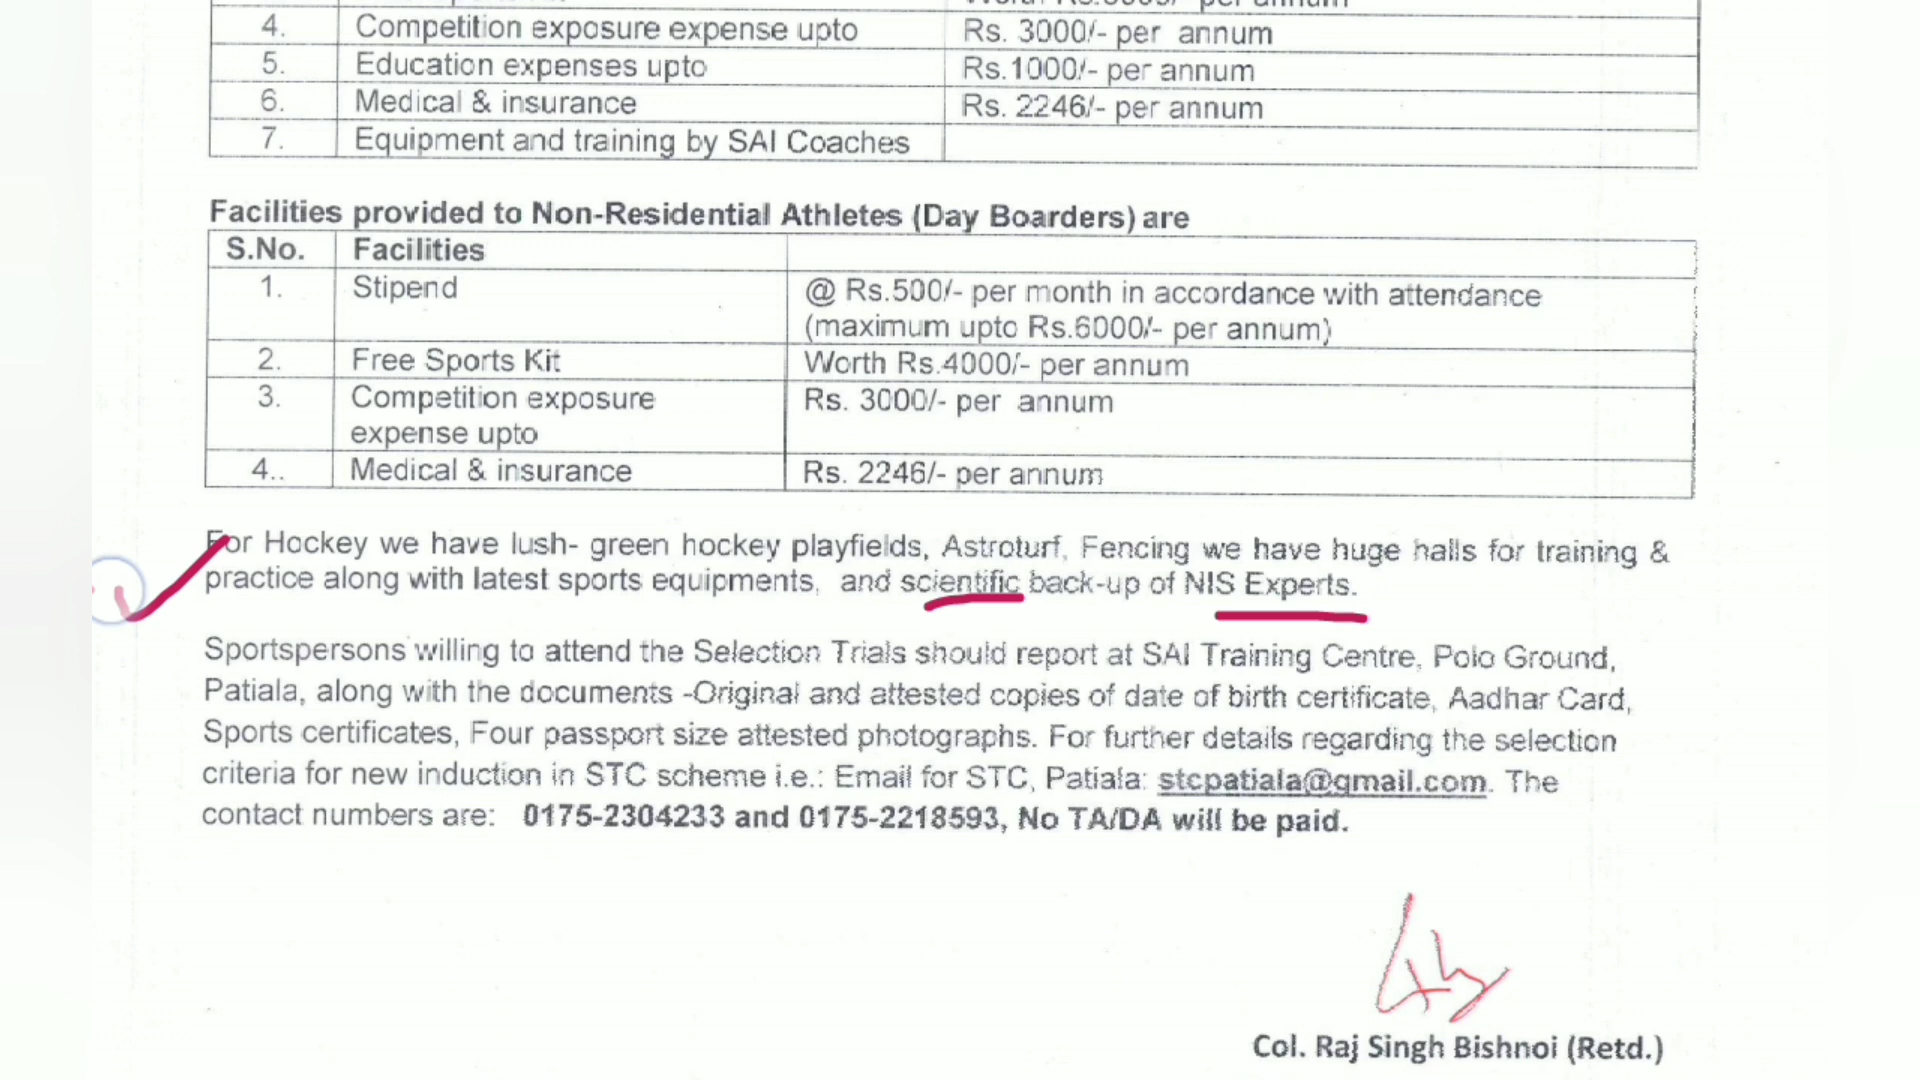 4. Competition exposure expense upto Rs. 3000/- per annum
5. Education expenses upto Rs.1000/- per annum
6. Medical & insurance Rs. 2246/- per annum
7. Equipment and training by SAI Coaches
Facilities provided to Non-Residential Athletes (Day Boarders) are
S.No. Facilities
1. Stipend @ Rs.500/- per month in accordance with attendance
(maximum upto Rs.6000/- per annum)
2. Free Sports Kit Worth Rs.4000/- per annum
3. Competition exposure Rs. 3000/- per annum
expense upto
4.. Medical & insurance Rs. 2246/- per annum
For Hockey we have lush- green hockey playfields, Astroturf, Fencing we have huge halls for training &
practice along with latest sports equipments, and scientific back-up of NIS Experts.
Sportspersons willing to attend the Selection Trials should report at SAI Training Centre, Polo Ground,
Patiala, along with the documents -Original and attested copies of date of birth certificate, Aadhar Card,
Sports certificates, Four passport size attested photographs. For further details regarding the selection
criteria for new induction in STC scheme i.e.: Email for STC, Patiala: stcpatiala@gmail.com. The
contact numbers are: 0175-2304233 and 0175-2218593, No TA/DA will be paid.
Col. Raj Singh Bishnoi (Retd.)